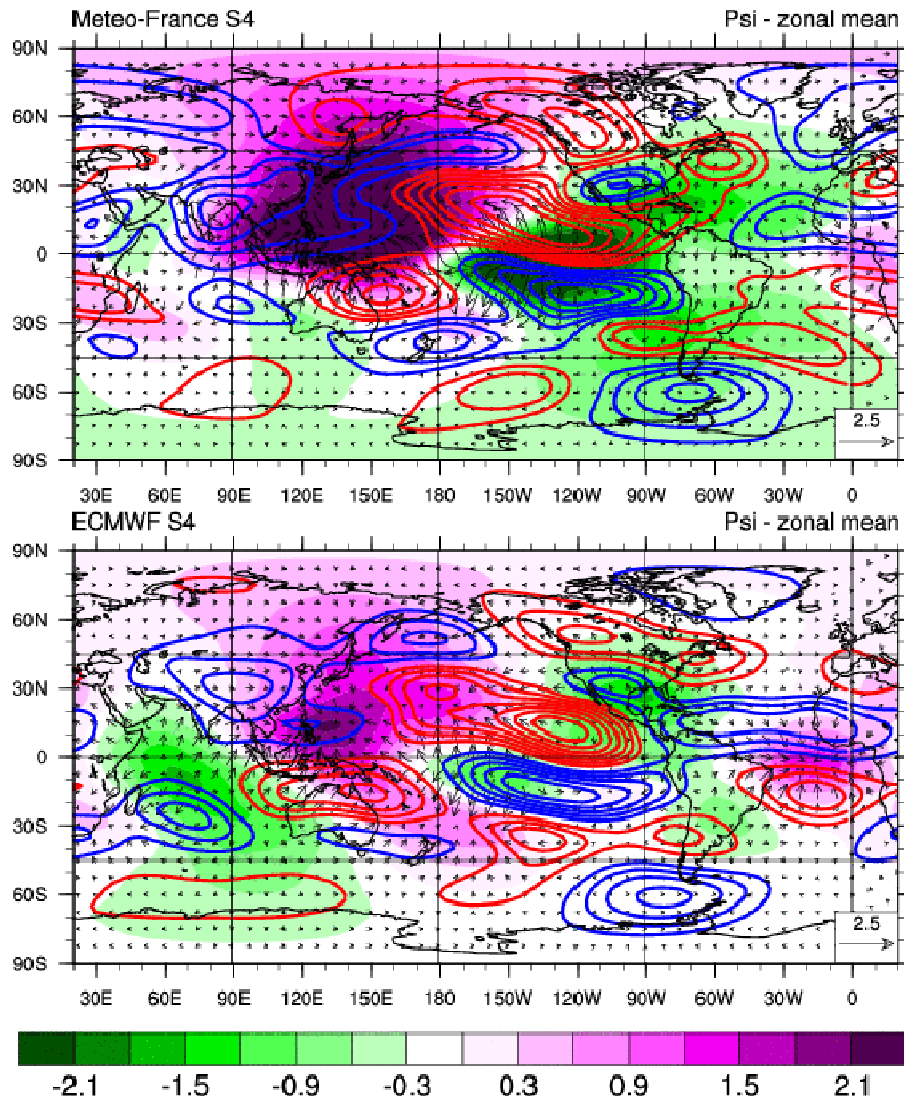 Meteo-France S4 Psi - zonal mean
90N
60N
30N
0
30S
60S
90S
2.5
30E 60E 90E 120E 150E 180 150W 120W 90W 60W 30W 0
ECMWF S4 Psi - zonal mean
90N
60N
30N
0
30S
60S
90S
2.5
30E 60E 90E 120E 150E 180 150W 120W 90W 60W 30W 0
-2.1 -1.5 -0.9 -0.3 0.3 0.9 1.5 2.1